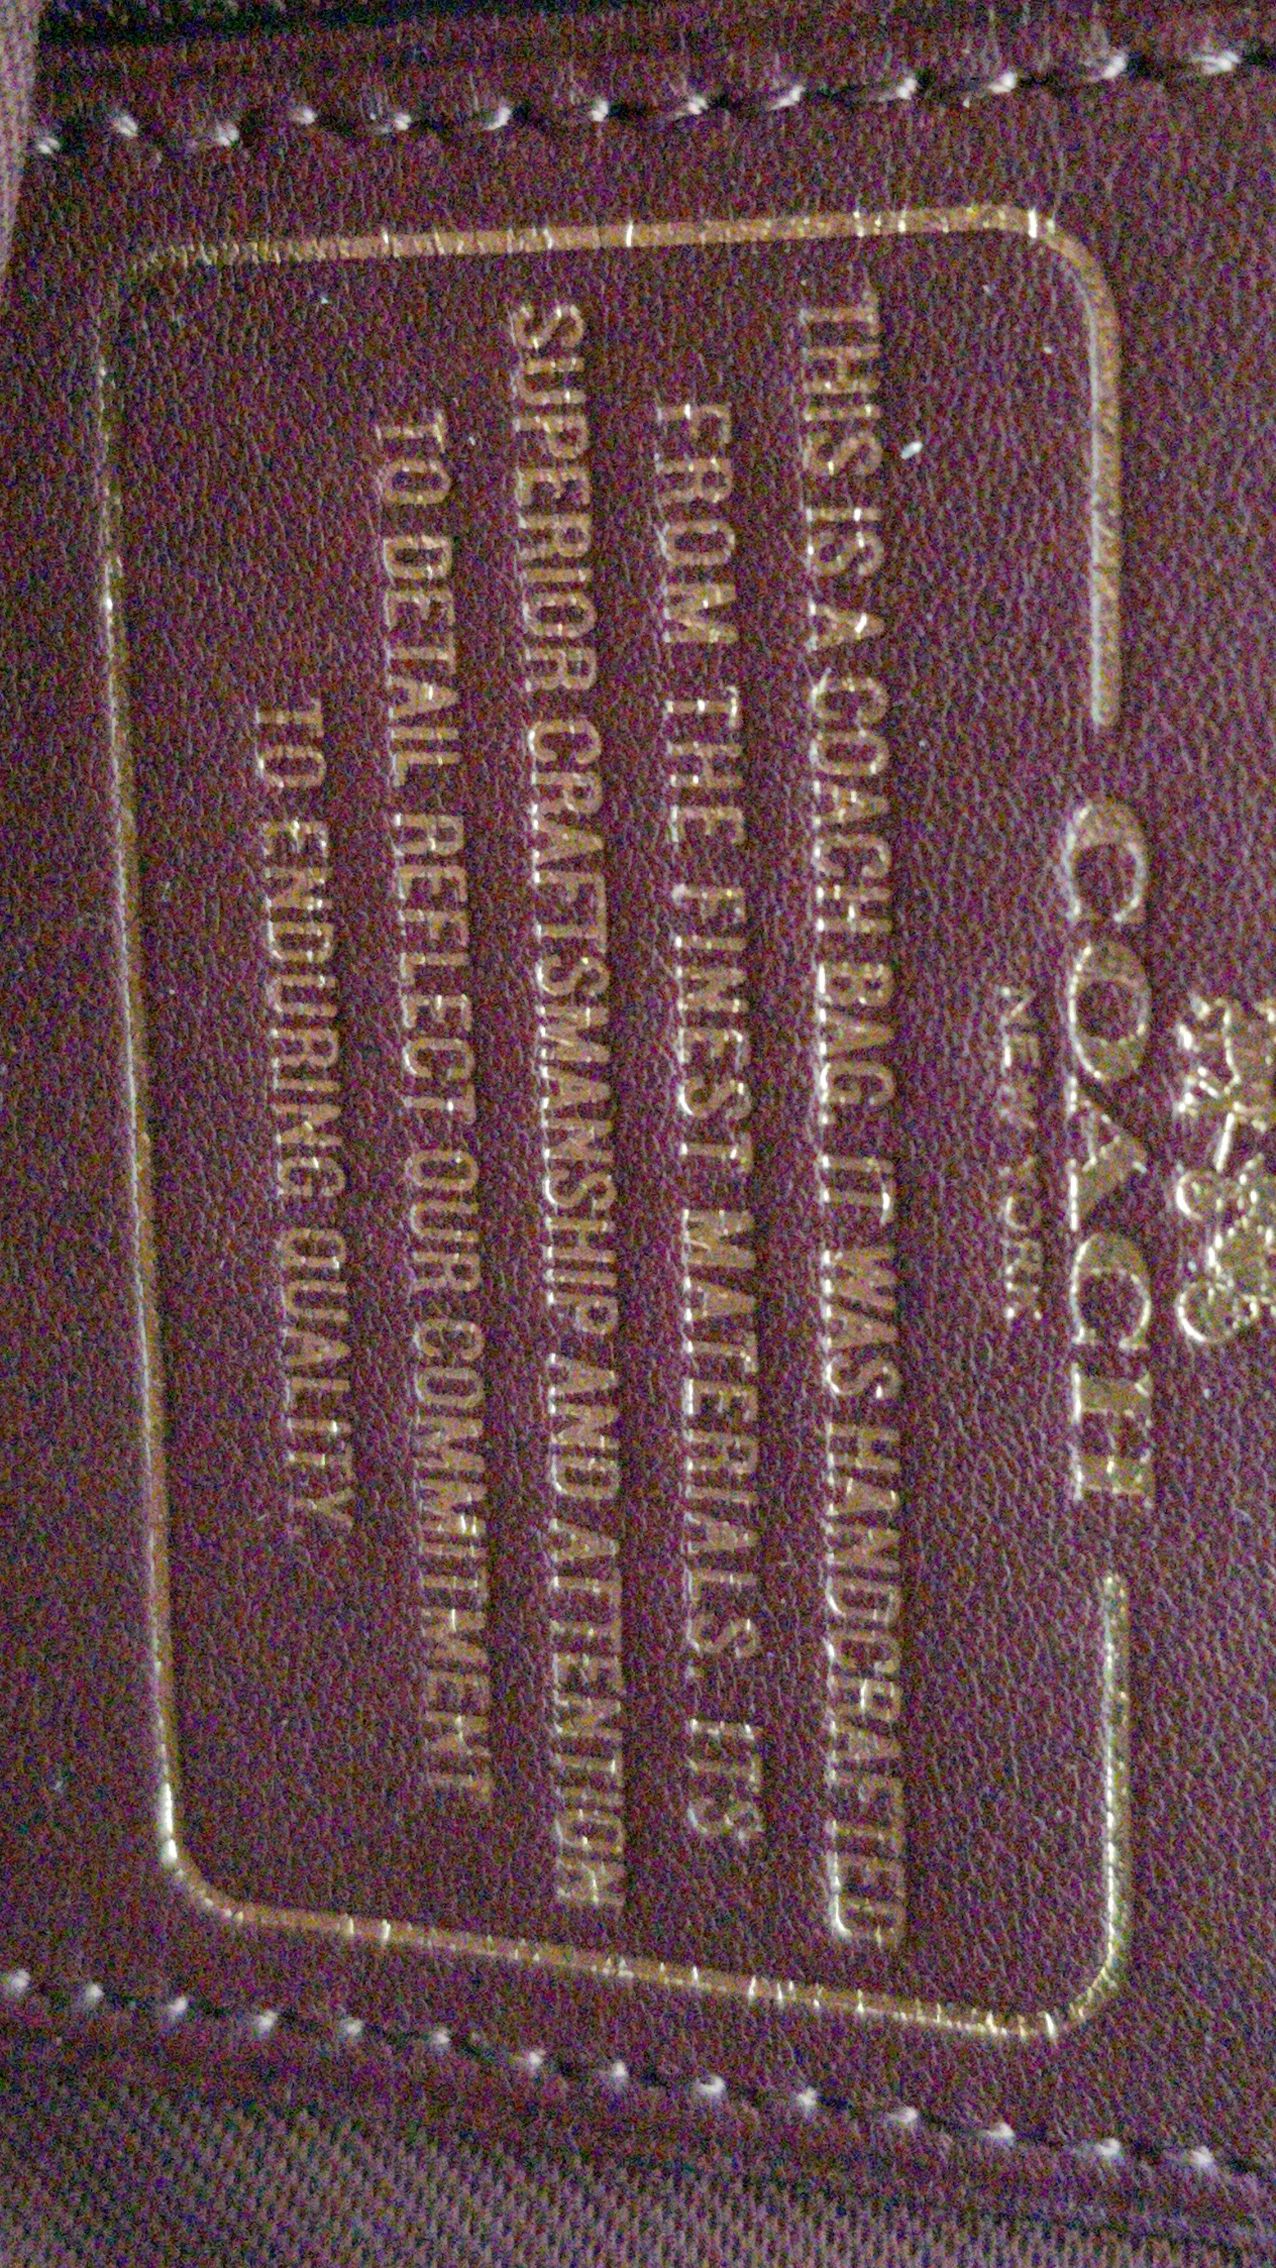 COACH
NEW YORK
THIS IS A COACH BAG. IT WAS HANDCRAFTED
FROM THE FINEST MATERIALS. ITS
SUPERIOR CRAFTSMANSHIP AND ATTENTION
TO DETAIL REFLECT OUR COMMITMENT
TO ENDURING QUALITY